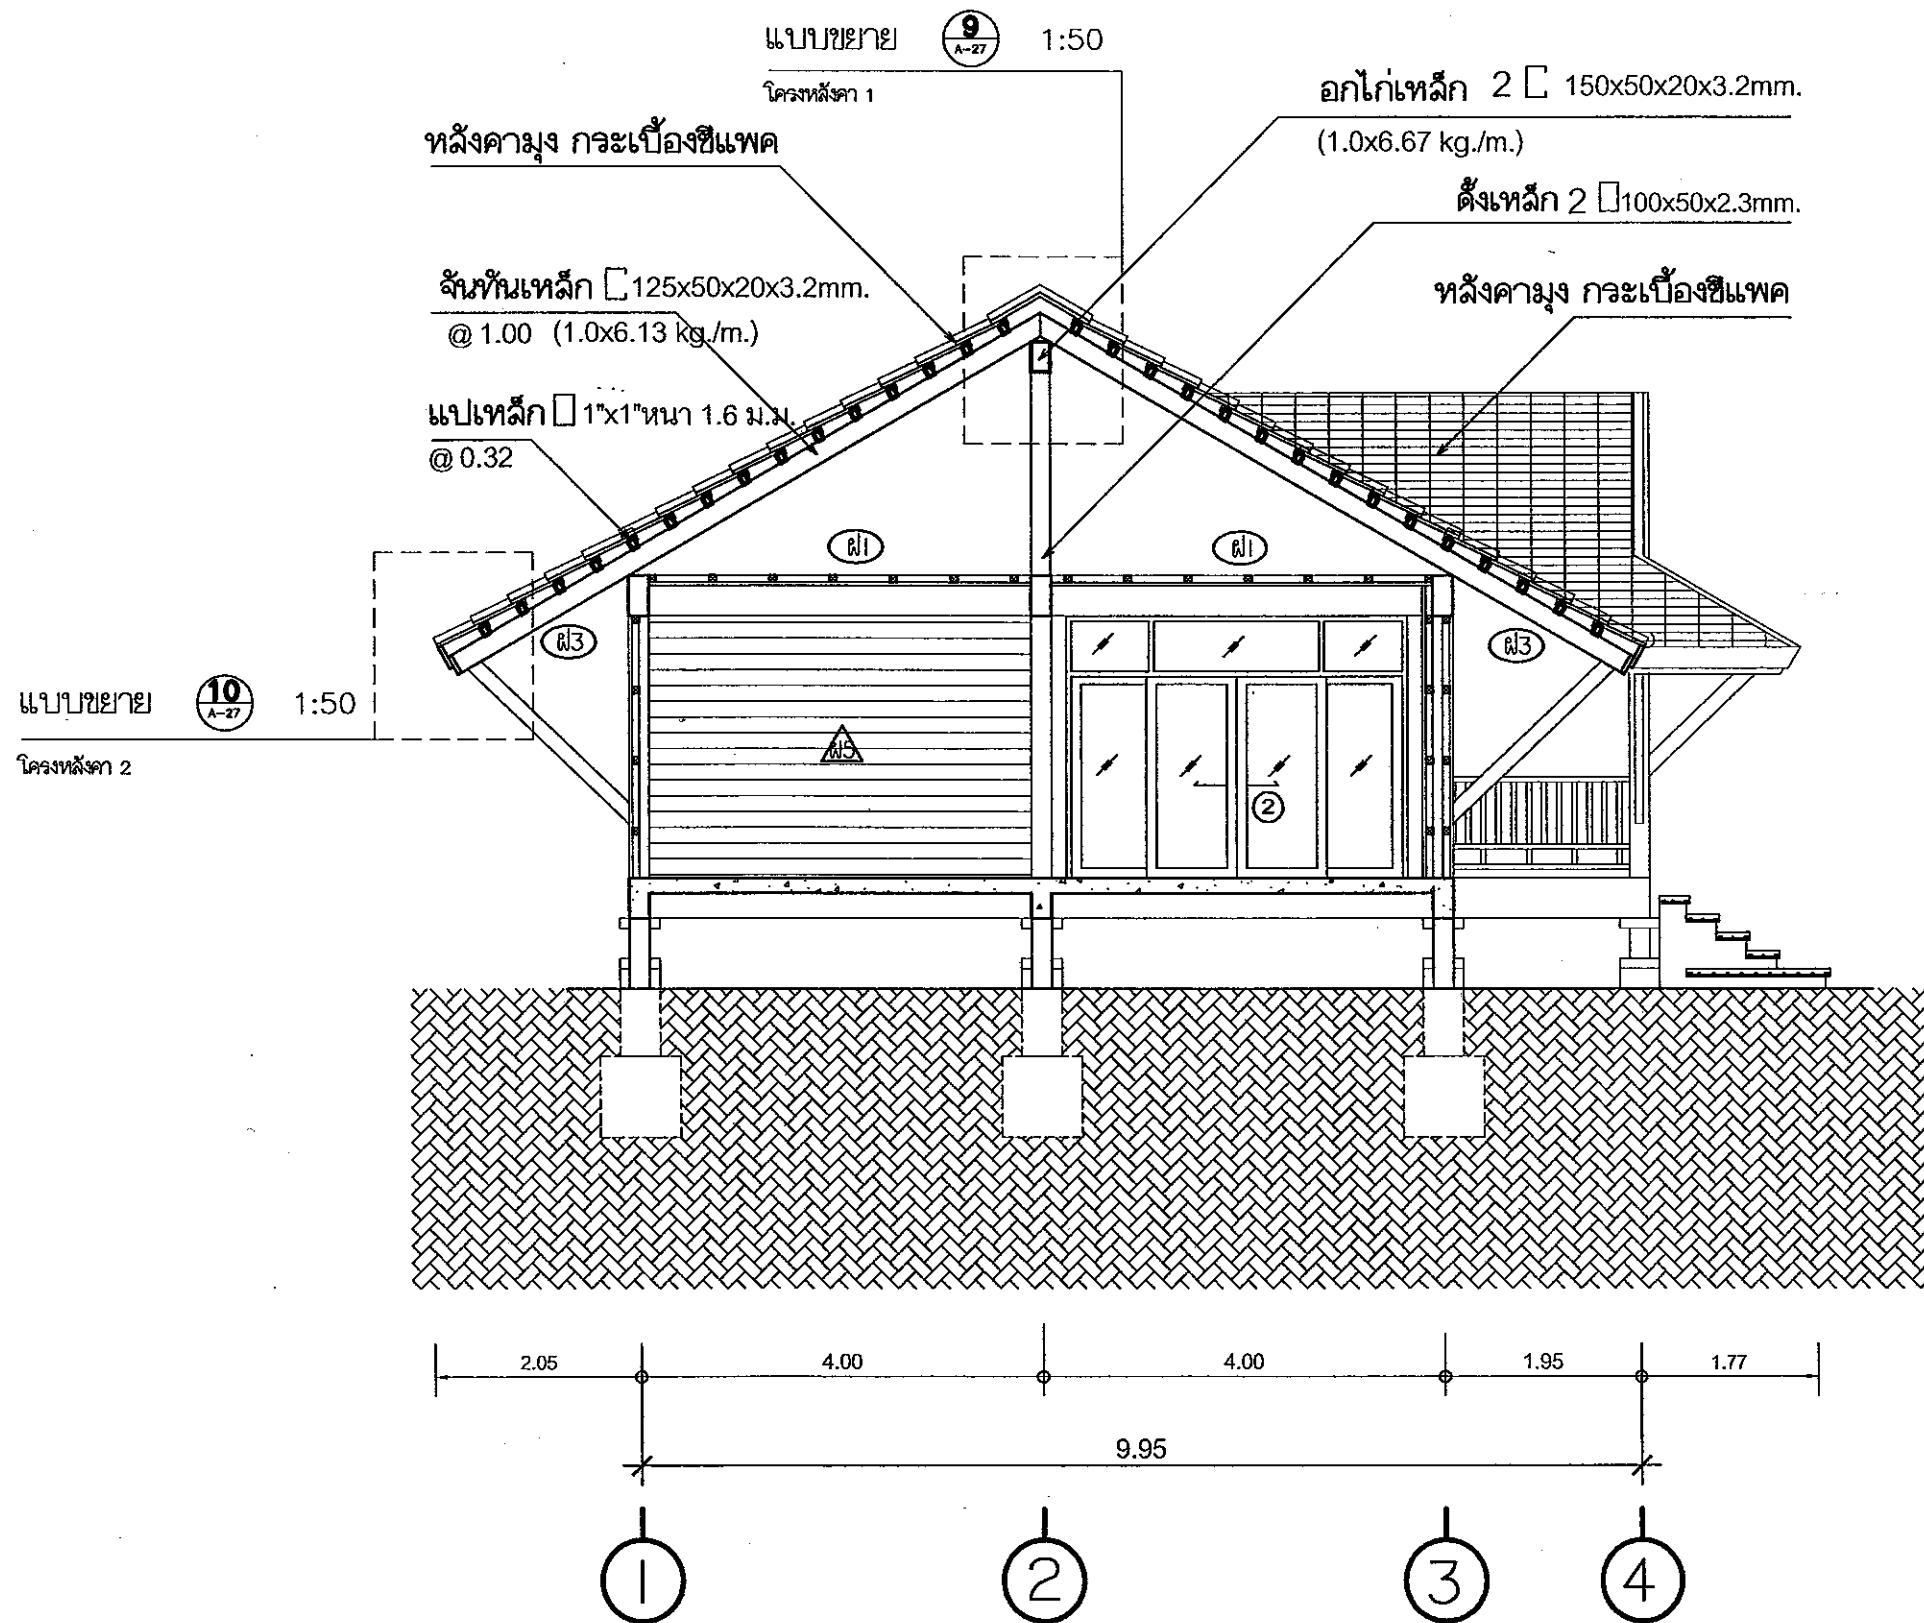 แบบขยาย 9 A-27 1:50
โครงหลังคา 1
อกไก่เหล็ก 2 150x50x20x3.2mm.
(1.0x6.67 kg./m.)
หลังคามุง กระเบื้องซีแพค
ดั้งเหล็ก 2 100x50x2.3mm.
จันทันเหล็ก 125x50x20x3.2mm.
@ 1.00 (1.0x6.13 kg./m.)
หลังคามุง กระเบื้องซีแพค
แปเหล็ก 1"x1"หนา 1.6 ม.ม.
@ 0.32
ฝ1
ฝ1
ฝ3
ฝ3
แบบขยาย 10 A-27 1:50
โครงหลังคา 2
ผ5
2
2.05 4.00 4.00 1.95 1.77
9.95
1 2 3 4